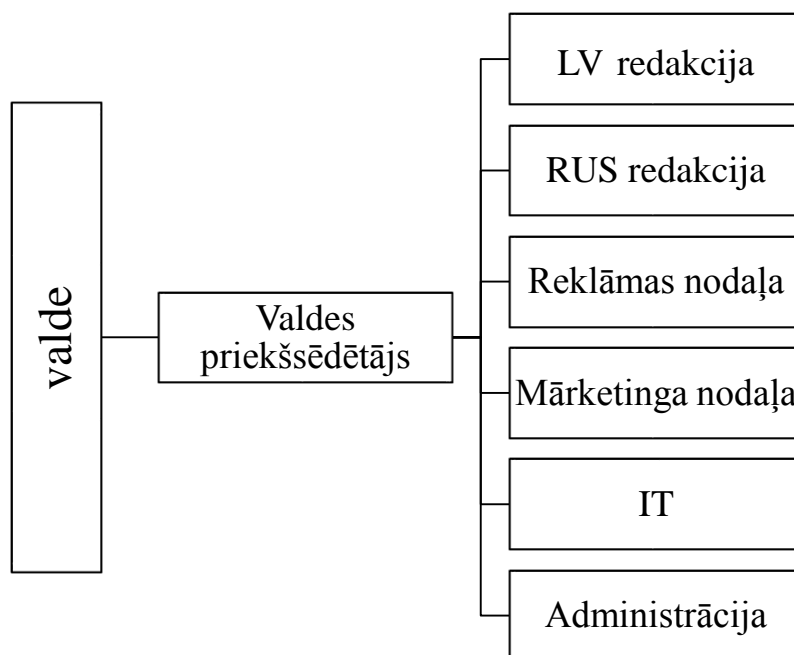 valde
Valdes
priekšsēdētājs
LV redakcija
RUS redakcija
Reklāmas nodaļa
Mārketinga nodaļa
IT
Administrācija